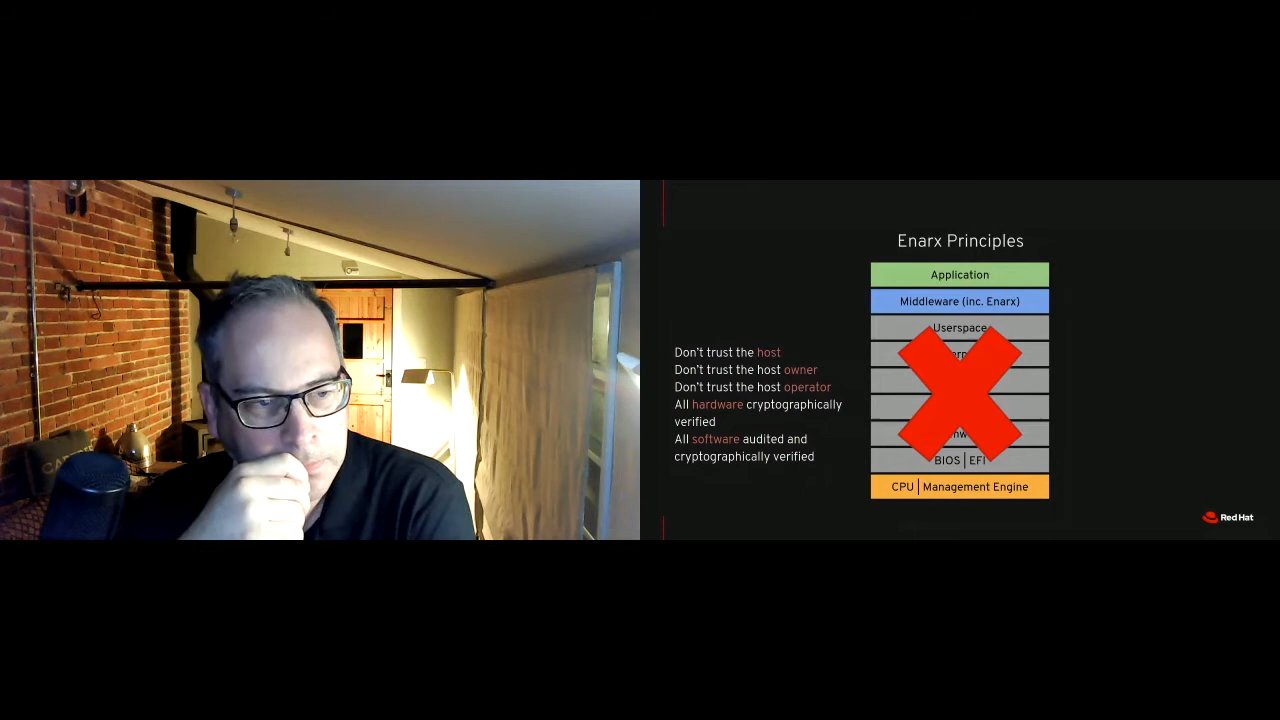 Enarx Principles
Don't trust the host
Don't trust the host owner
Don't trust the host operator
All hardware cryptographically
verified
All software audited and
cryptographically verified
Application
Middleware (inc. Enarx)
Userspace
BIOS | EFI
CPU | Management Engine
Red Hat